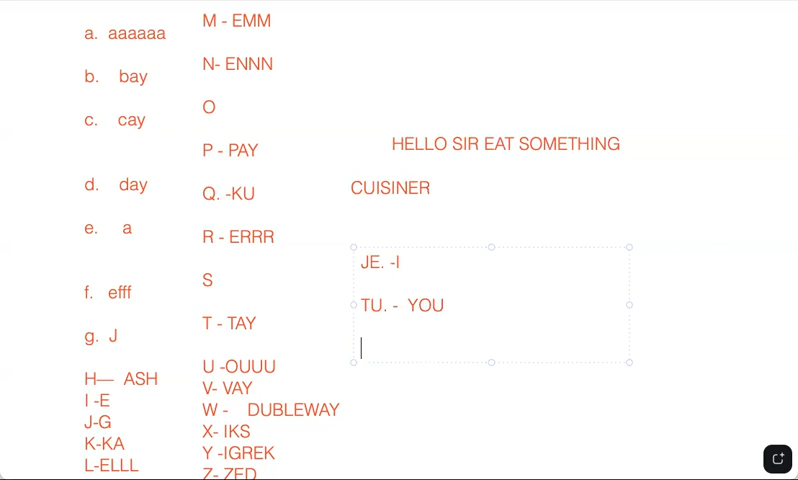 a. aaaaaa
b. bay
c. cay
d. day
e. a
f. efff
g. J
H— ASH
I -E
J-G
K-KA
L-ELLL
M - EMM
N- ENNN
O
P - PAY
Q. -KU
R - ERRR
S
T - TAY
U -OUUU
V- VAY
W - DUBLEWAY
X- IKS
Y -IGREK
Z- ZED
HELLO SIR EAT SOMETHING
CUISINER
JE. -I
TU. - YOU